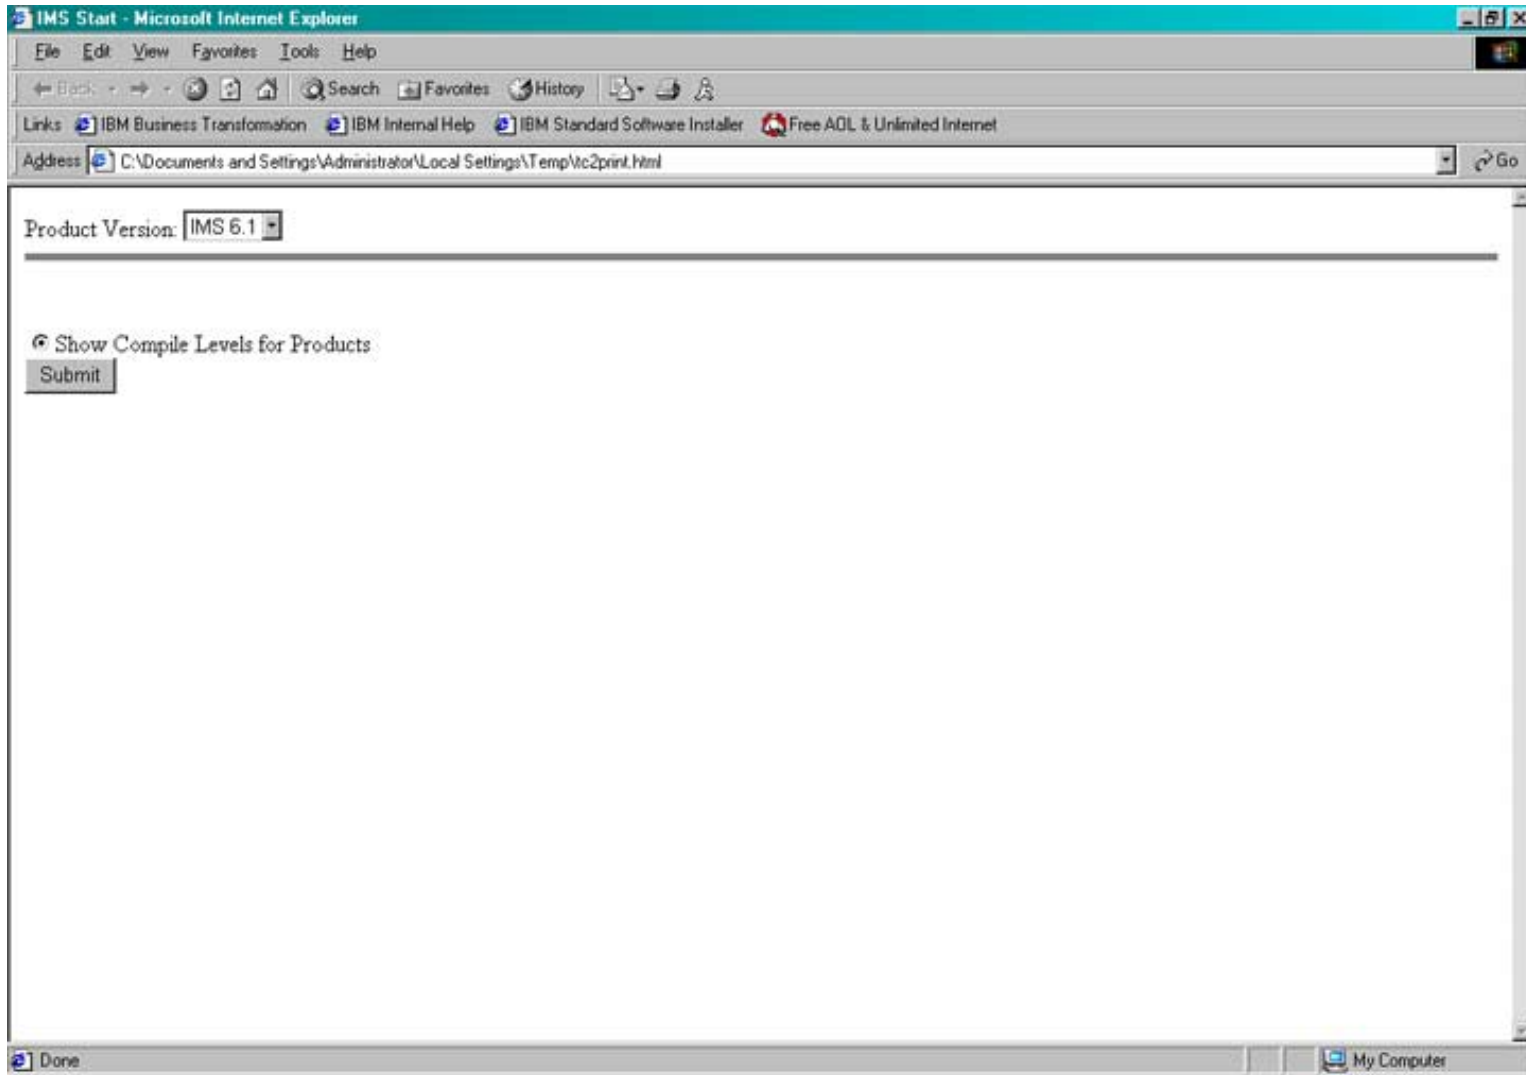 IMS Start - Microsoft Internet Explorer
File Edit View Favorites Tools Help
Back Search Favorites History
Links IBM Business Transformation IBM Internal Help IBM Standard Software Installer Free AOL & Unlimited Internet
Address C:\Documents and Settings\Administrator\Local Settings\Temp\tc2print.html Go
Product Version: IMS 6.1
Show Compile Levels for Products
Submit
Done My Computer